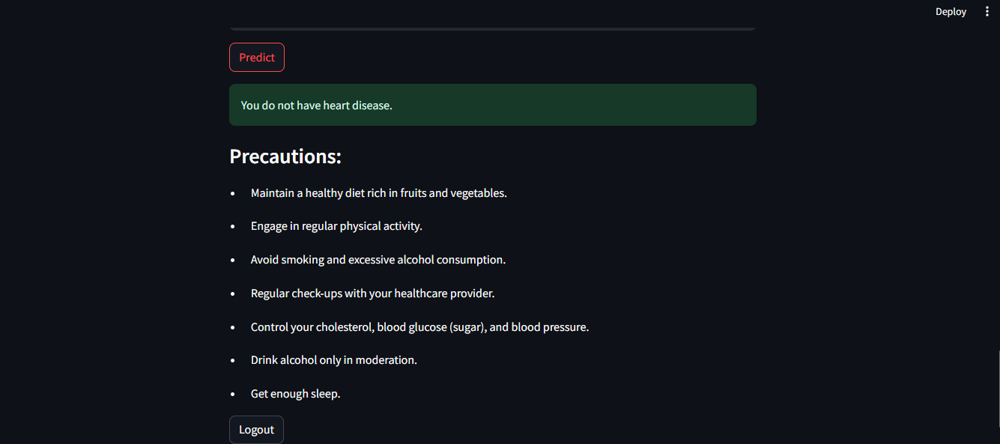 Deploy
Predict
You do not have heart disease.
Precautions:
• Maintain a healthy diet rich in fruits and vegetables.
• Engage in regular physical activity.
• Avoid smoking and excessive alcohol consumption.
• Regular check-ups with your healthcare provider.
• Control your cholesterol, blood glucose (sugar), and blood pressure.
• Drink alcohol only in moderation.
• Get enough sleep.
Logout